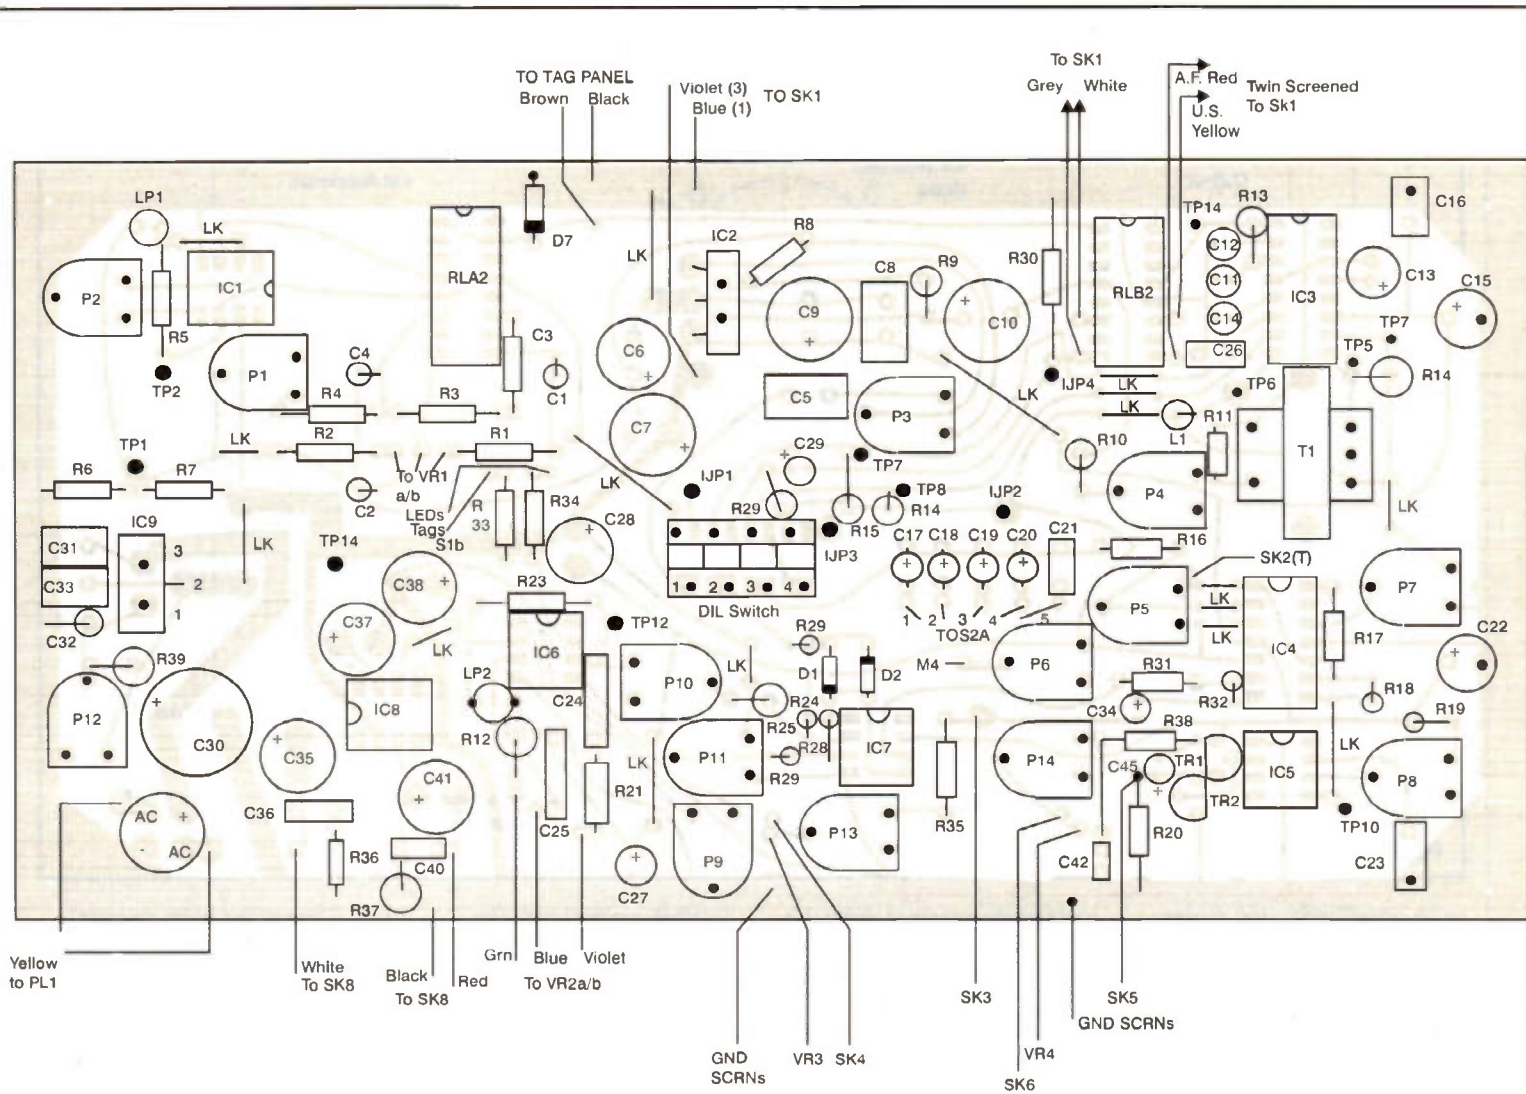 TO TAG PANEL
Brown Black
Violet (3) TO SK1
Blue (1)
To SK1
Grey White
A.F. Red
Twin Screened
To Sk1
U.S.
Yellow
LP1
LK
P2
R5
IC1
TP2
P1
C4
R4
R3
RLA2
D7
C3
C1
C6
LK
IC2
R8
C9
C8
R9
C10
R30
RLB2
TP14
R13
C12
C11
C14
C26
IC3
C16
C13
C15
TP7
TP5
R14
TP6
IJP4
LK
LK
L1
R11
T1
LK
C5
P3
C7
LK
TP1
LK
R2
R1
R6
R7
To VR1
a/b
LEDs
Tags
S1b
C2
R
33
R34
C28
LK
IJP1
C29
R29
TP7
R15
TP8
R14
IJP2
IJP3
R10
P4
R16
LK
IC9
3
2
1
C31
C33
C32
LK
TP14
C38
C37
LK
R23
IC6
TP12
1 2 3 4
DIL Switch
C17 C18 C19 C20 C21
1 2 3 4 5
TOS2A
M4
SK2(T)
P5
LK
LK
IC4
R17
P7
C22
R39
P12
C30
C35
IC8
LP2
R12
C24
P10
LK
R29
D1
D2
R24
R25
R28
R29
IC7
P11
LK
R21
C25
P6
R31
R32
C34
R38
R18
R19
LK
P14
C45
TR1
TR2
IC5
P8
TP10
R20
C42
C23
R35
P13
P9
C27
C41
C40
R37
R36
C36
AC +
- AC
Yellow
to PL1
White
To SK8
Black
Red
To SK8
Grn
Blue
Violet
To VR2a/b
GND
SCRNs
VR3
SK4
SK3
SK6
VR4
SK5
GND SCRNs